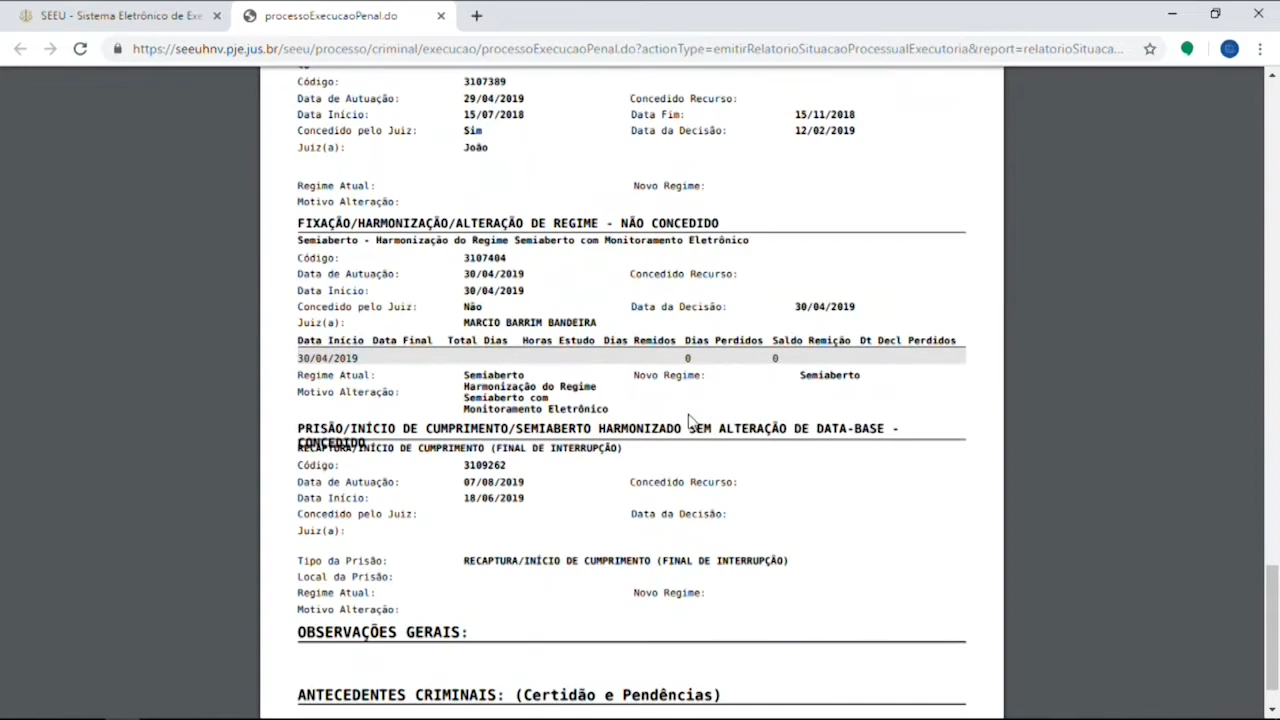 SEEU - Sistema Eletrônico de Exe
processoExecucaoPenal.do
https://seeuhnv.pje.jus.br/seeu/processo/criminal/execucao/processoExecucaoPenal.do?actionType=emitirRelatorioSituacaoProcessualExecutoria&report=relatorioSituaca...
Código: 3107389
Data de Autuação: 29/04/2019 Concedido Recurso:
Data Início: 15/07/2018 Data Fim: 15/11/2018
Concedido pelo Juiz: Sim Data da Decisão: 12/02/2019
Juiz(a): João
Regime Atual: Novo Regime:
Motivo Alteração:
FIXAÇÃO/HARMONIZAÇÃO/ALTERAÇÃO DE REGIME - NÃO CONCEDIDO
Semiaberto - Harmonização do Regime Semiaberto com Monitoramento Eletrônico
Código: 3107404
Data de Autuação: 30/04/2019 Concedido Recurso:
Data Início: 30/04/2019
Concedido pelo Juiz: Não Data da Decisão: 30/04/2019
Juiz(a): MARCIO BARRIM BANDEIRA
Data Início Data Final Total Dias Horas Estudo Dias Remidos Dias Perdidos Saldo Remição Dt Decl Perdidos
30/04/2019 0 0
Regime Atual: Semiaberto Novo Regime: Semiaberto
Motivo Alteração: Harmonização do Regime
Semiaberto com
Monitoramento Eletrônico
PRISÃO/INÍCIO DE CUMPRIMENTO/SEMIABERTO HARMONIZADO SEM ALTERAÇÃO DE DATA-BASE -
CONCEDIDO
RECAPTURA/INÍCIO DE CUMPRIMENTO (FINAL DE INTERRUPÇÃO)
Código: 3109262
Data de Autuação: 07/08/2019 Concedido Recurso:
Data Início: 18/06/2019
Concedido pelo Juiz: Data da Decisão:
Juiz(a):
Tipo da Prisão: RECAPTURA/INÍCIO DE CUMPRIMENTO (FINAL DE INTERRUPÇÃO)
Local da Prisão:
Regime Atual: Novo Regime:
Motivo Alteração:
OBSERVAÇÕES GERAIS:
ANTECEDENTES CRIMINAIS: (Certidão e Pendências)